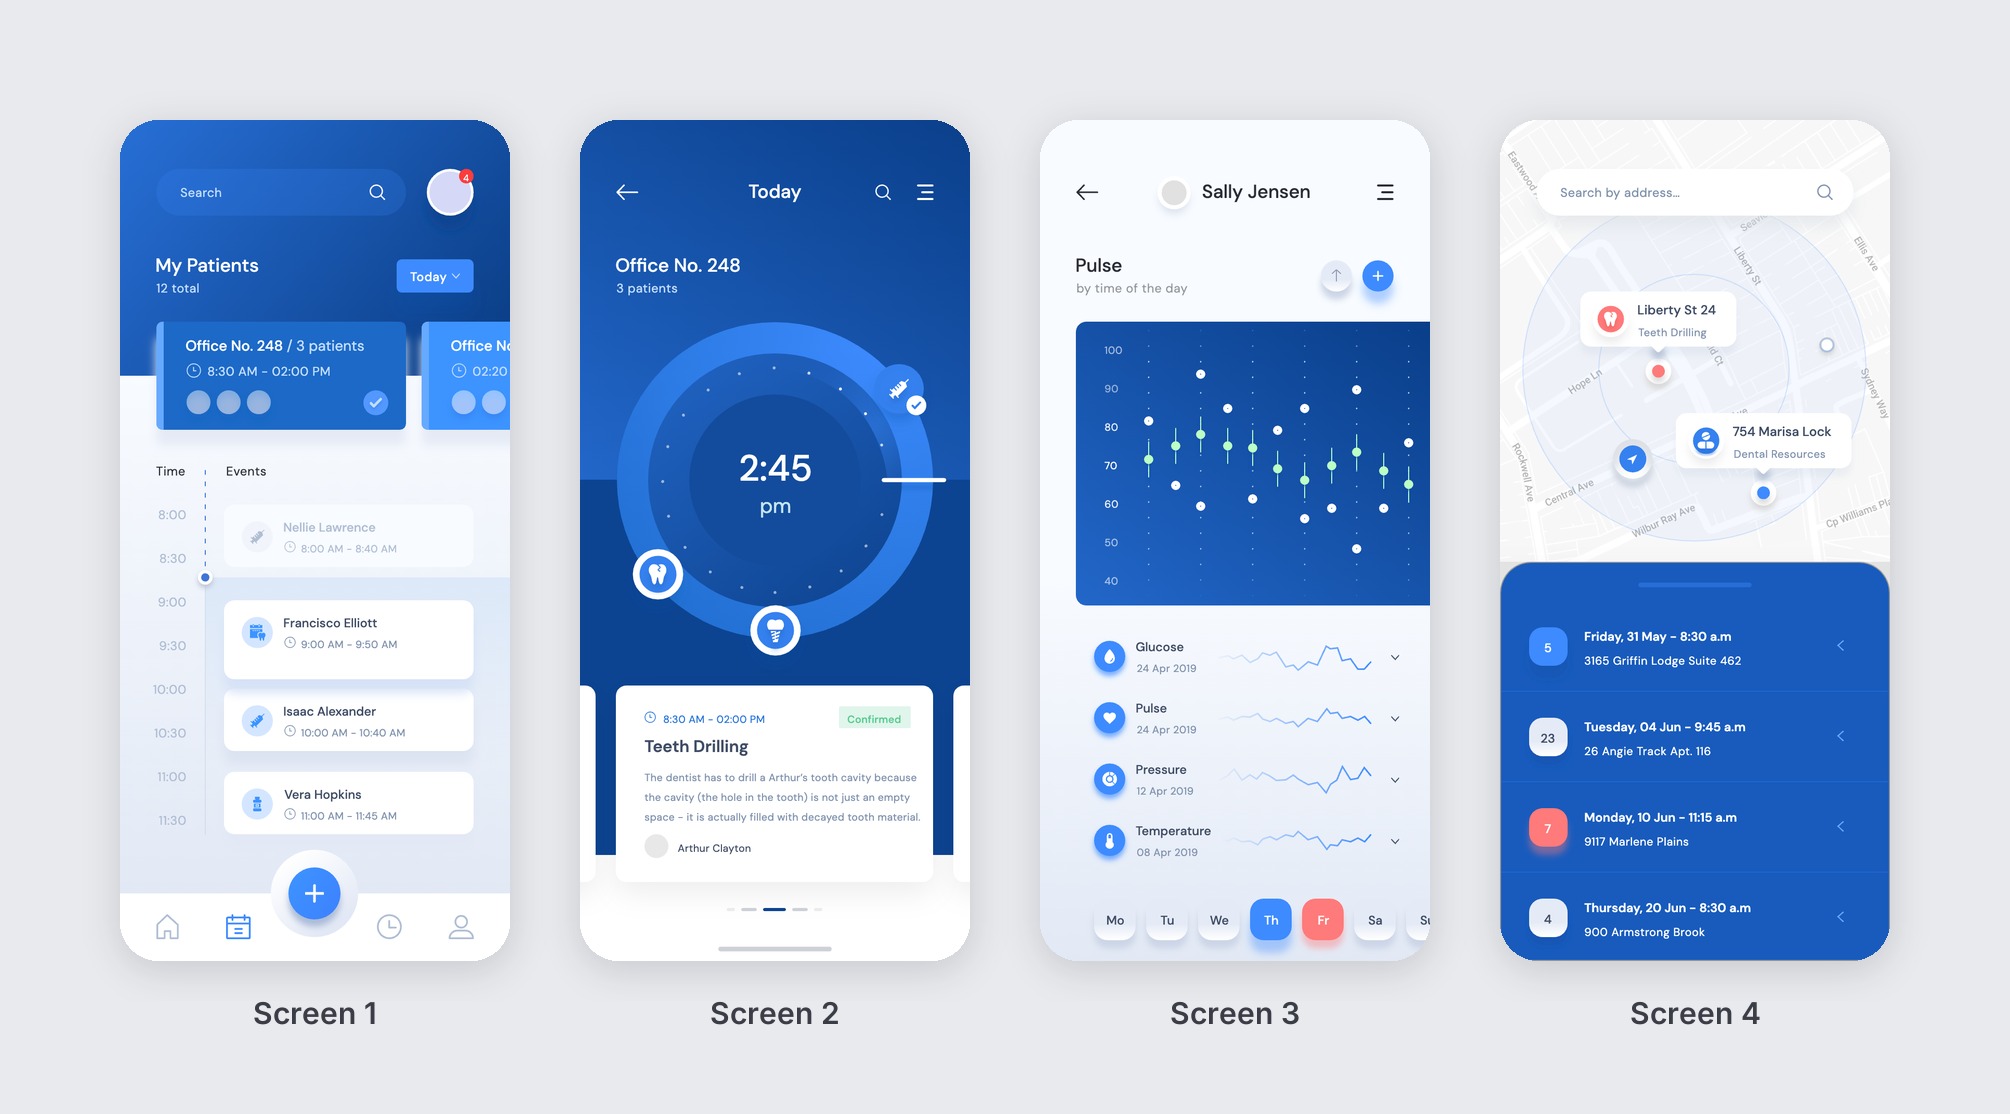 Search
4
My Patients
12 total
Today
Office No. 248 / 3 patients
8:30 AM - 02:00 PM
Office No
02:20
Time
Events
8:00
8:30
9:00
9:30
10:00
10:30
11:00
11:30
Nellie Lawrence
8:00 AM - 8:40 AM
Francisco Elliott
9:00 AM - 9:50 AM
Isaac Alexander
10:00 AM - 10:40 AM
Vera Hopkins
11:00 AM - 11:45 AM
Screen 1
Today
Office No. 248
3 patients
2:45
pm
8:30 AM - 02:00 PM
Confirmed
Teeth Drilling
The dentist has to drill a Arthur's tooth cavity because
the cavity (the hole in the tooth) is not just an empty
space - it is actually filled with decayed tooth material.
Arthur Clayton
Screen 2
Sally Jensen
Pulse
by time of the day
100
90
80
70
60
50
40
Glucose
24 Apr 2019
Pulse
24 Apr 2019
Pressure
12 Apr 2019
Temperature
08 Apr 2019
Mo Tu We Th Fr Sa Su
Screen 3
Eastwood
Search by address...
Liberty St
Ellis Ave
Liberty St 24
Teeth Drilling
Hope Ln
Sydney Way
754 Marisa Lock
Dental Resources
Rockwell Ave
Central Ave
Wilbur Ray Ave
Cp Williams Pla
5
Friday, 31 May - 8:30 a.m
3165 Griffin Lodge Suite 462
23
Tuesday, 04 Jun - 9:45 a.m
26 Angie Track Apt. 116
7
Monday, 10 Jun - 11:15 a.m
9117 Marlene Plains
4
Thursday, 20 Jun - 8:30 a.m
900 Armstrong Brook
Screen 4